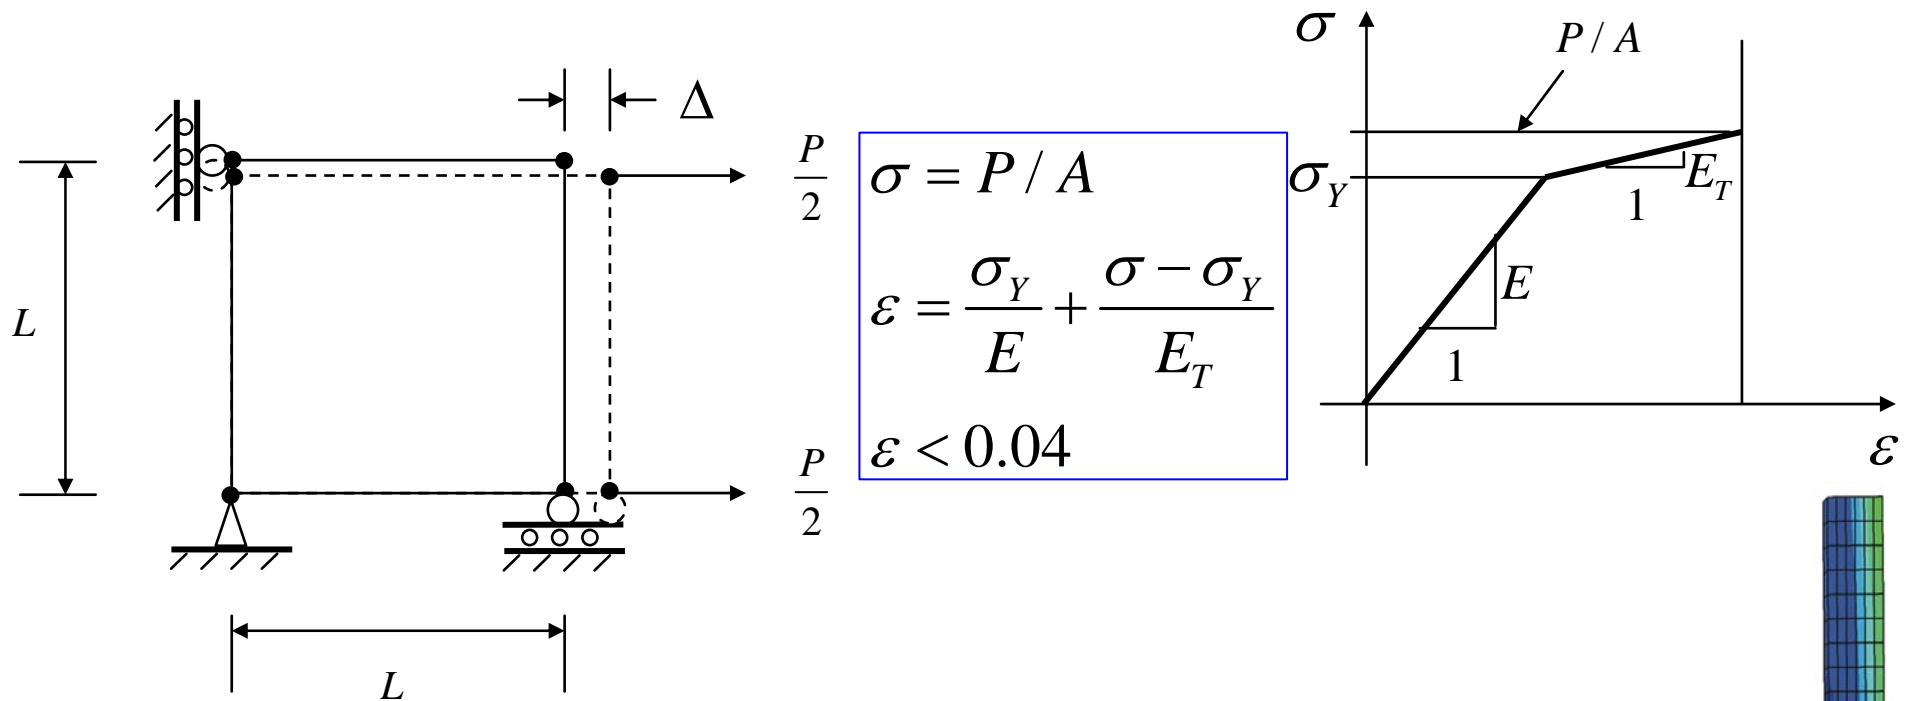 Δ
P/2
L
P/2
L
σ = P / A
ε = σ_Y/E + (σ − σ_Y)/E_T
ε < 0.04
σ
P / A
σ_Y
E_T
1
E
1
ε